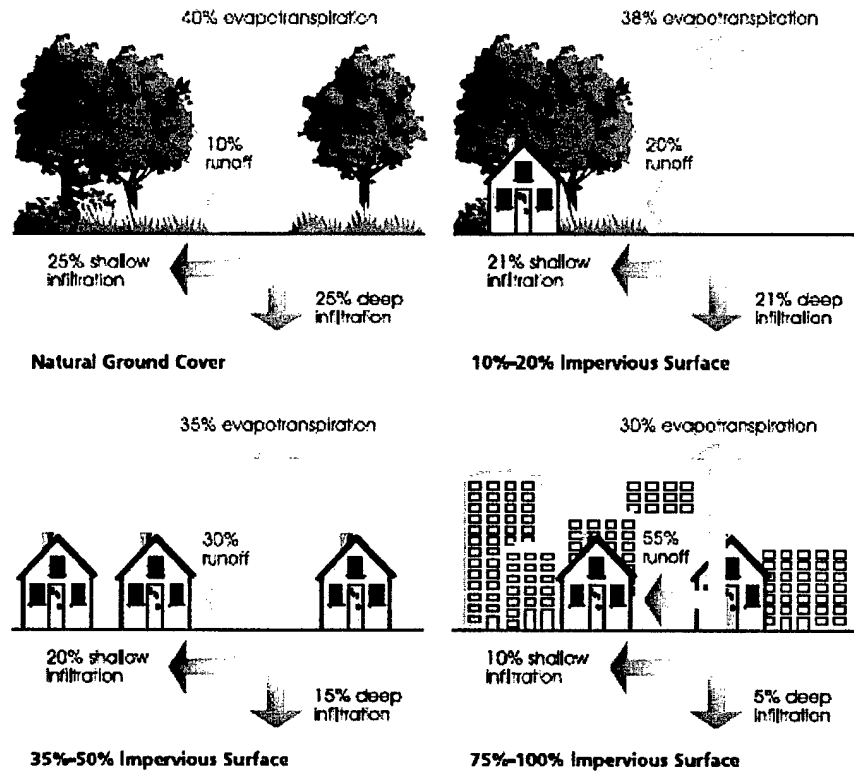 40% evapotranspiration
10%
runoff
25% shallow
infiltration
25% deep
infiltration
Natural Ground Cover
38% evapotranspiration
20%
runoff
21% shallow
infiltration
21% deep
infiltration
10%–20% Impervious Surface
35% evapotranspiration
30%
runoff
20% shallow
infiltration
15% deep
infiltration
35%–50% Impervious Surface
30% evapotranspiration
55%
runoff
10% shallow
infiltration
5% deep
infiltration
75%–100% Impervious Surface